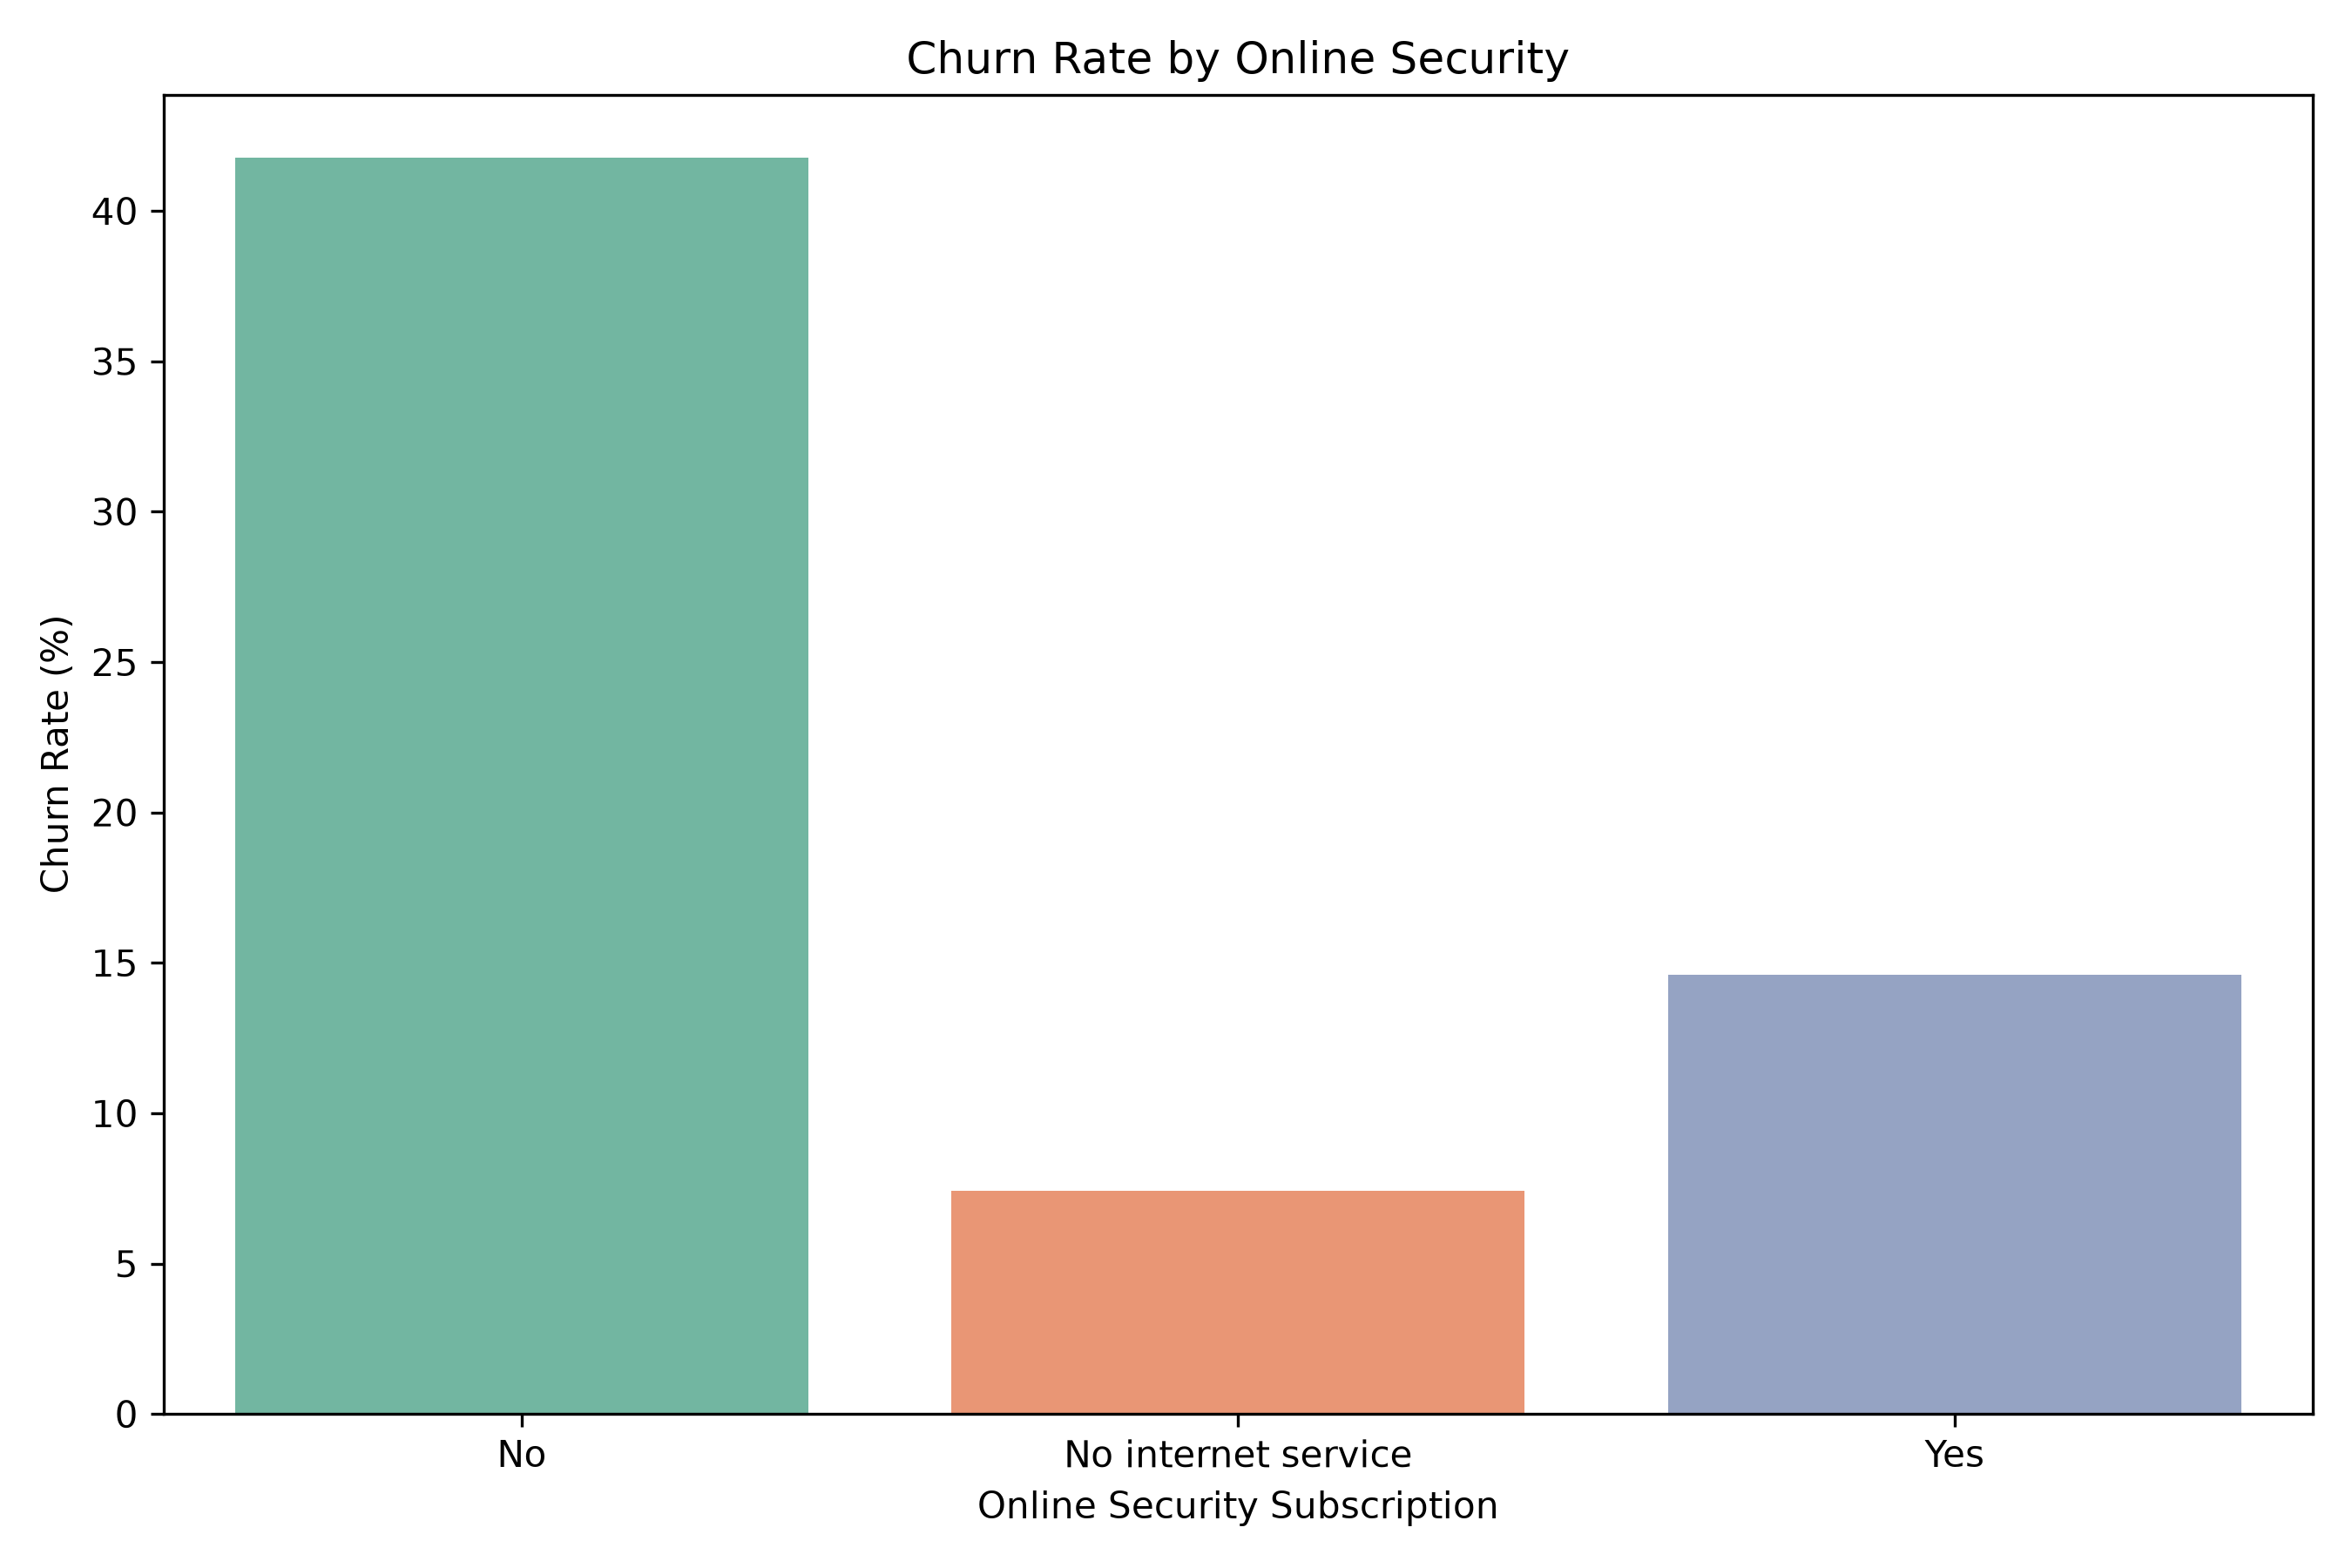 Churn Rate by Online Security
Churn Rate (%)
40
35
30
25
20
15
10
5
0
No
No internet service
Yes
Online Security Subscription